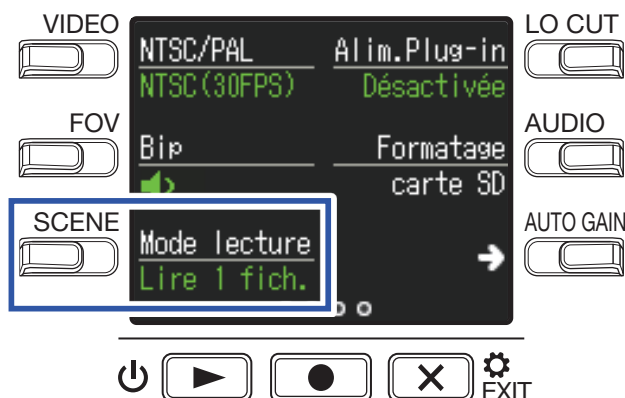 VIDEO
LO CUT
NTSC/PAL
Alim.Plug-in
NTSC(30FPS)
Désactivée
FOV
AUDIO
Bip
Formatage
carte SD
SCENE
AUTO GAIN
Mode lecture
Lire 1 fich.
EXIT